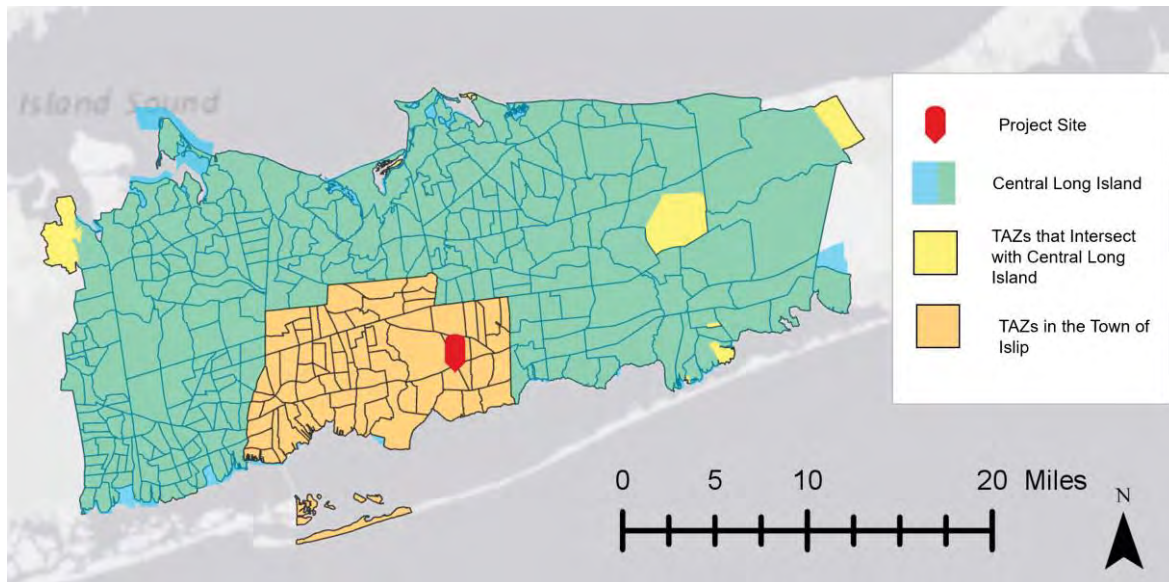 Island Sound
Project Site
Central Long Island
TAZs that Intersect
with Central Long
Island
TAZs in the Town of
Islip
0 5 10 20 Miles
N